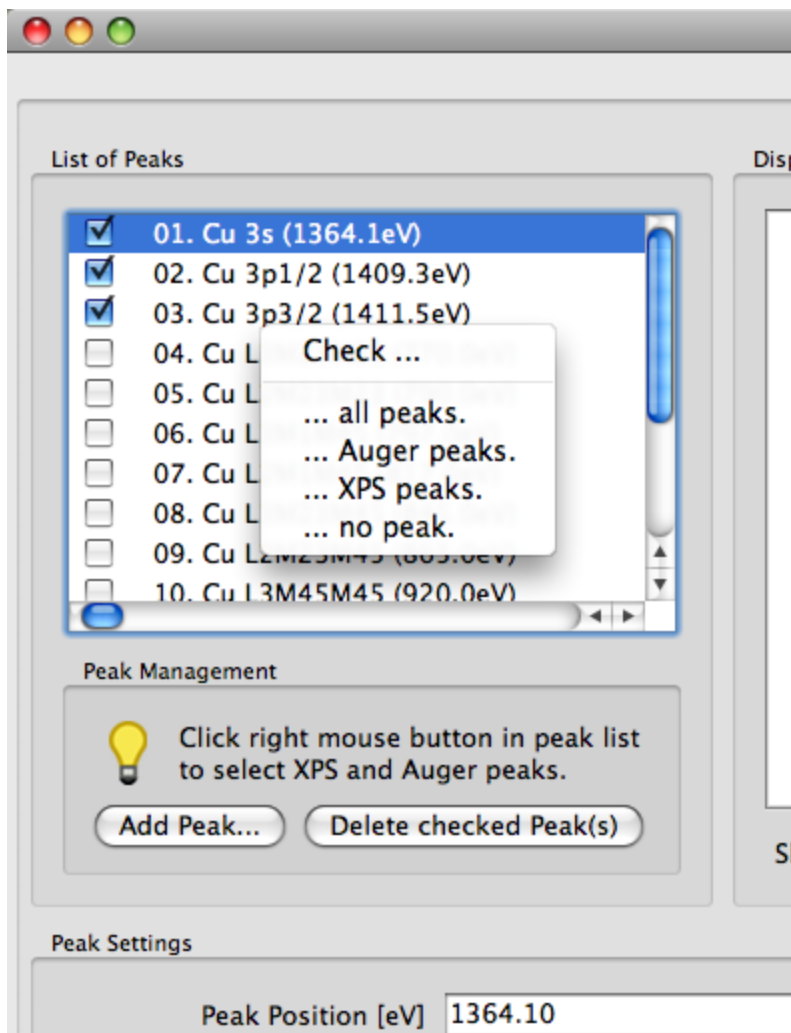 List of Peaks
Disp
01. Cu 3s (1364.1eV)
02. Cu 3p1/2 (1409.3eV)
03. Cu 3p3/2 (1411.5eV)
04. Cu L
05. Cu L
06. Cu L
07. Cu L
08. Cu L
09. Cu L2M23M45 (865.0eV)
10. Cu L3M45M45 (920.0eV)
Check ...
... all peaks.
... Auger peaks.
... XPS peaks.
... no peak.
Peak Management
Click right mouse button in peak list
to select XPS and Auger peaks.
Add Peak...
Delete checked Peak(s)
Peak Settings
Peak Position [eV] 1364.10